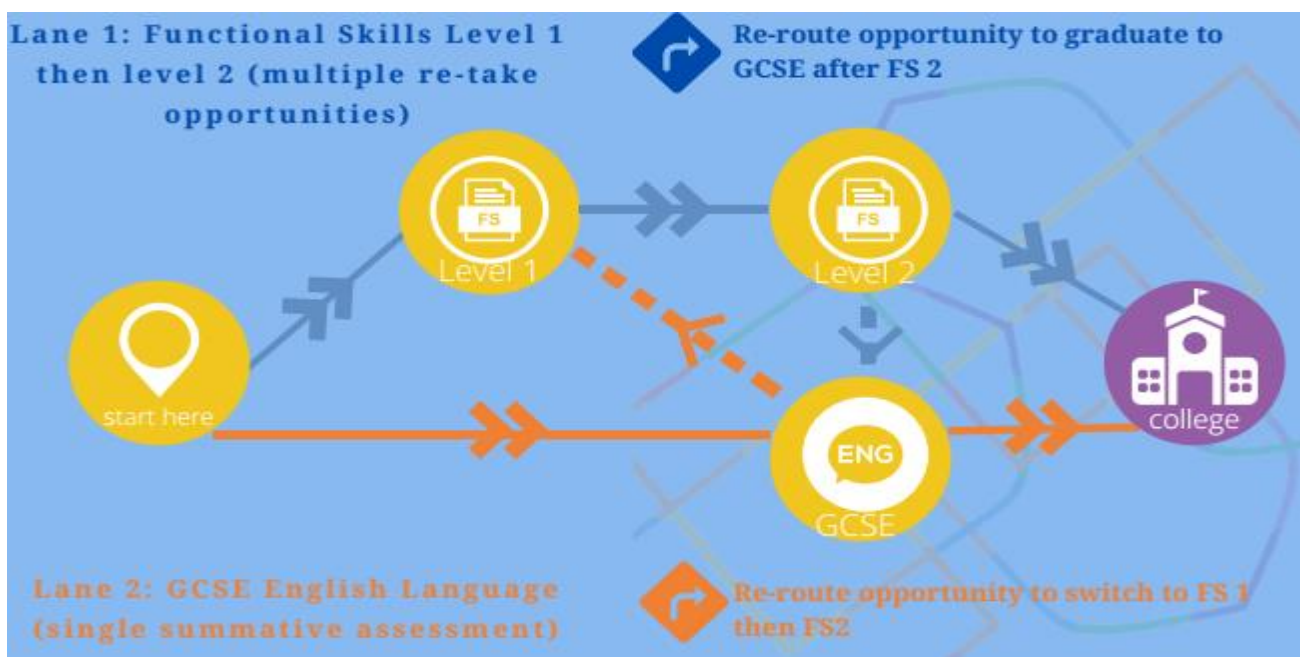 Lane 1: Functional Skills Level 1
then level 2 (multiple re-take
opportunities)
Re-route opportunity to graduate to
GCSE after FS 2
FS
Level 1
FS
Level 2
start here
college
ENG
GCSE
Lane 2: GCSE English Language
(single summative assessment)
Re-route opportunity to switch to FS 1
then FS2